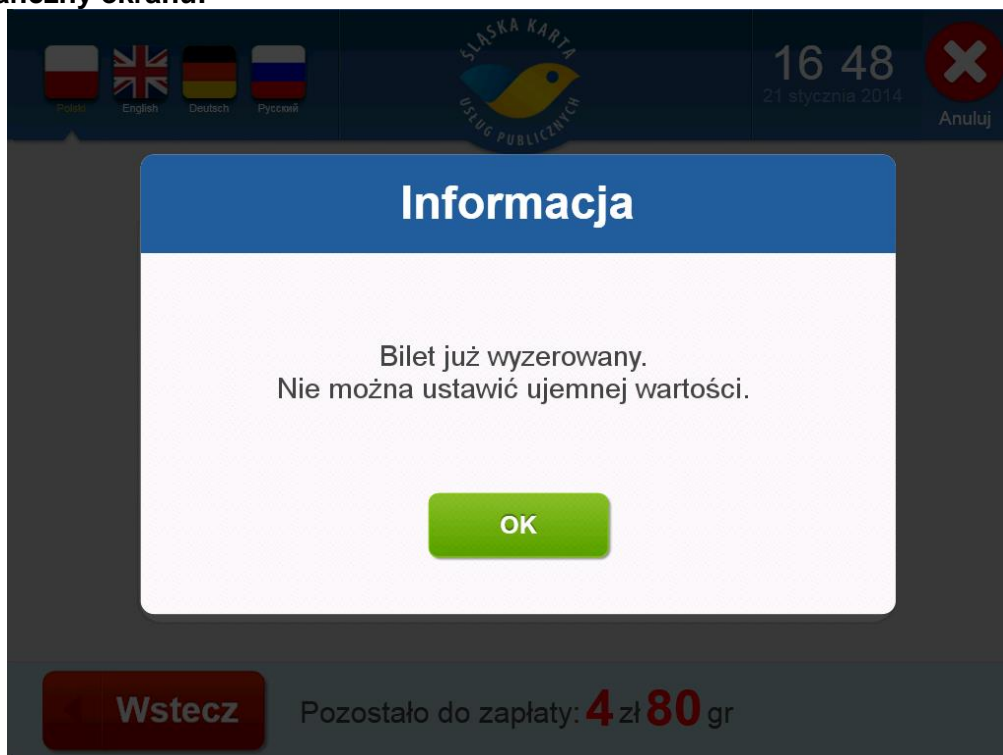 16 48
21 stycznia 2014
Polski English Deutsch Русский
ŚLĄSKA KARTA
USŁUG PUBLICZNYCH
Anuluj
Informacja
Bilet już wyzerowany.
Nie można ustawić ujemnej wartości.
OK
Wstecz
Pozostało do zapłaty: 4 zł 80 gr